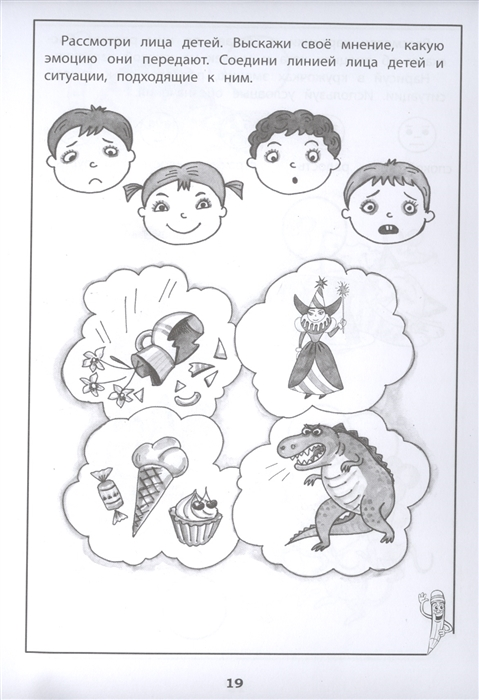 Рассмотри лица детей. Выскажи своё мнение, какую
эмоцию они передают. Соедини линией лица детей и
ситуации, подходящие к ним.
19